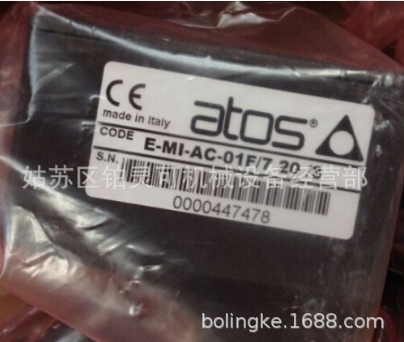 CE
made in Italy
atos®
CODE E-MI-AC-01F/7 20
S.N.
姑苏区铂灵可机械设备经营部
0000447478
bolingke.1688.com